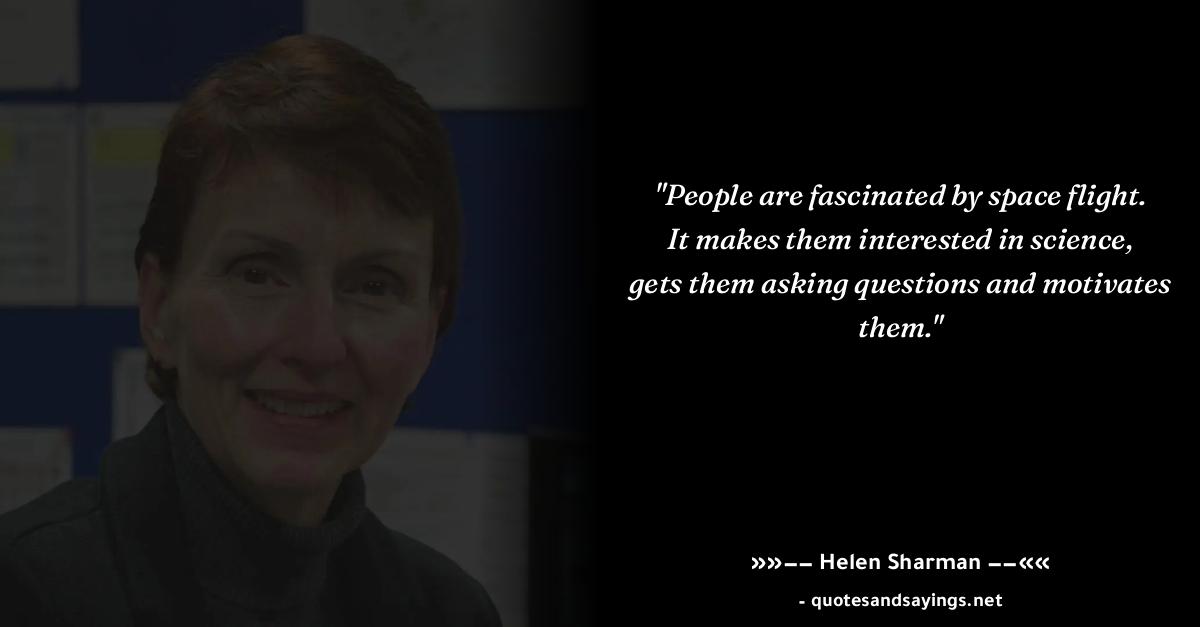 "People are fascinated by space flight.
It makes them interested in science,
gets them asking questions and motivates
them."
»»−− Helen Sharman −−««
- quotesandsayings.net